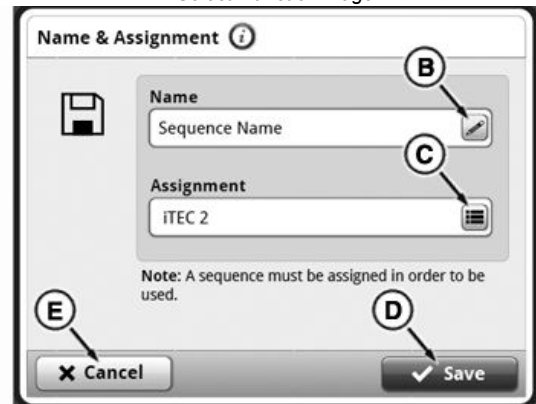 Name & Assignment i
B
Name
Sequence Name
C
Assignment
iTEC 2
Note: A sequence must be assigned in order to be
used.
E
D
Cancel
Save